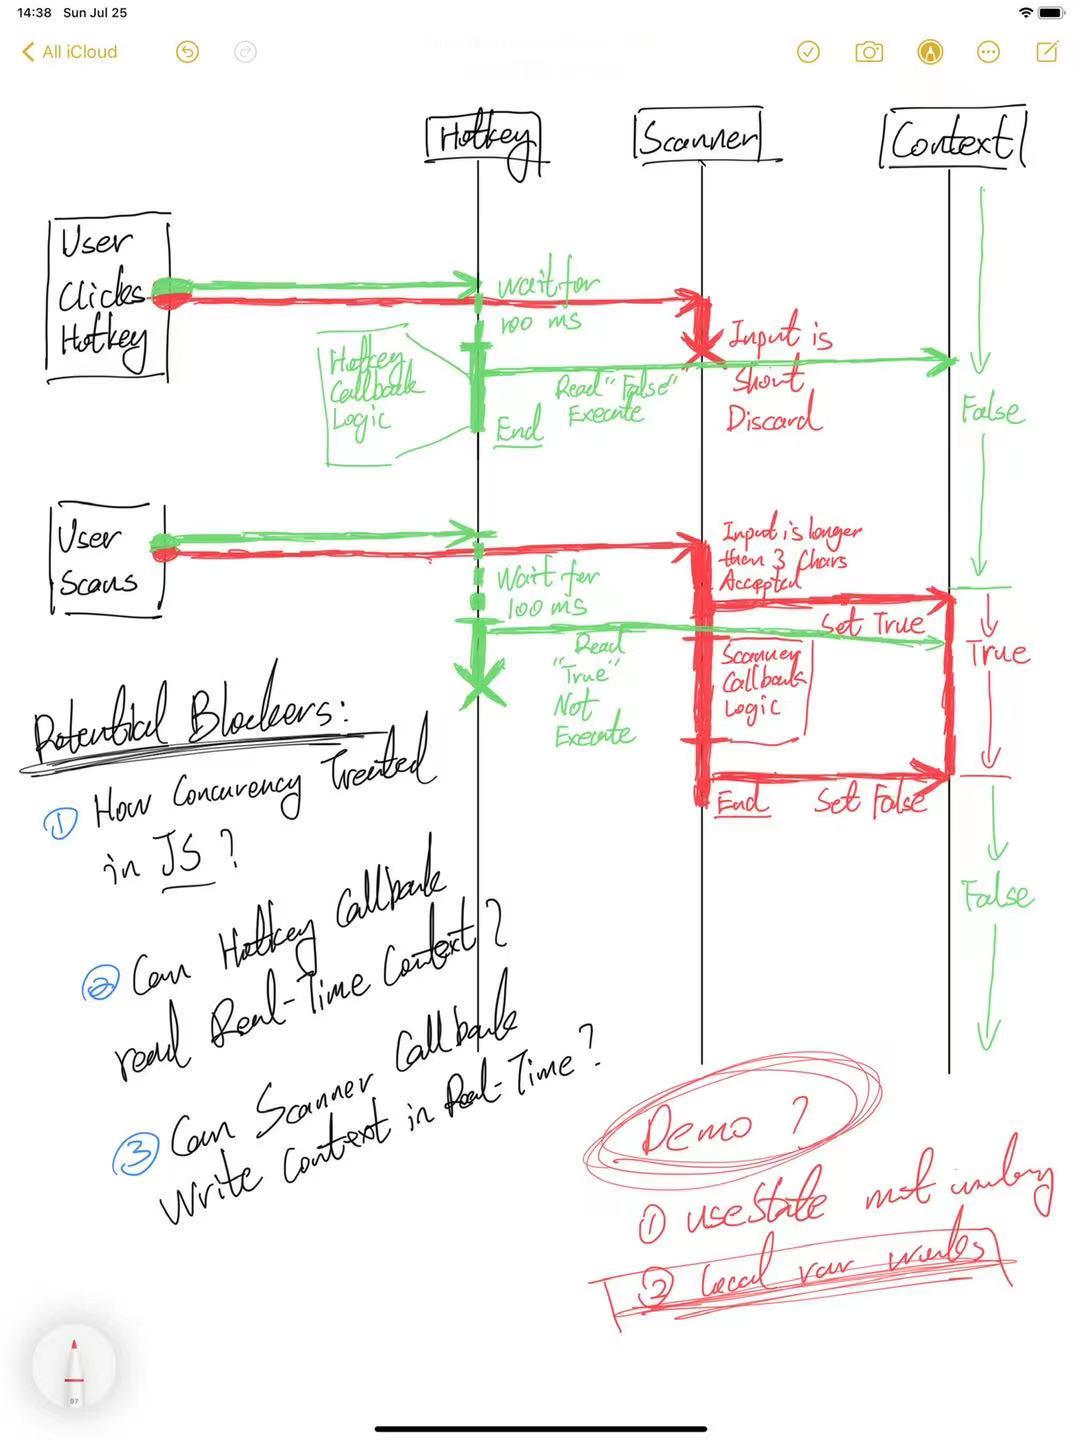 14:38 Sun Jul 25
All iCloud
Hotkey
Scanner
Context
User
Clicks
Hotkey
Wait for
100 ms
Hotkey
Callback
Logic
Read "False"
Execute
End
Input is
Short
Discard
False
User
Scans
Wait for
100 ms
Read
"True"
Not
Execute
Input is longer
then 3 Chars
Accepted
Set True
Scanner
Callback
Logic
True
End
Set False
False
Potential Blockers:
① How Concurency Treated
in JS?
② Can Hotkey Callback
read Real-Time Context?
③ Can Scanner Callback
Write Context in Real-Time?
Demo?
① useState not
② local var works
97